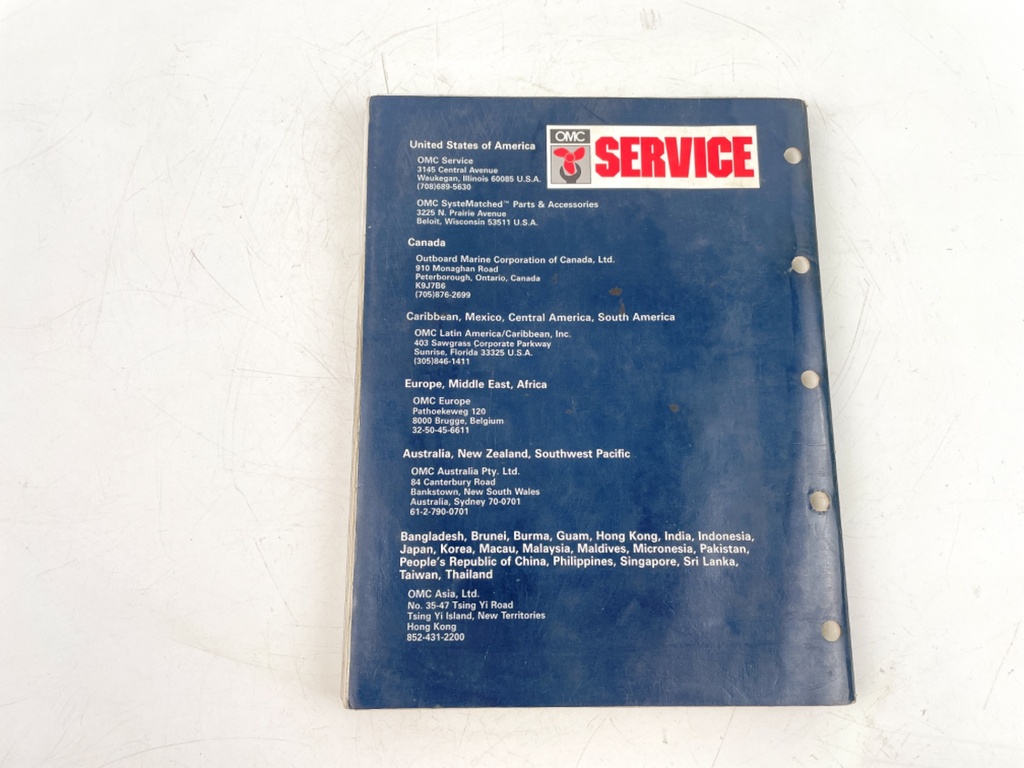 OMC
SERVICE
United States of America
OMC Service
3145 Central Avenue
Waukegan, Illinois 60085 U.S.A.
(708)689-5630
OMC SysteMatched™ Parts & Accessories
3225 N. Prairie Avenue
Beloit, Wisconsin 53511 U.S.A.
Canada
Outboard Marine Corporation of Canada, Ltd.
910 Monaghan Road
Peterborough, Ontario, Canada
K9J7B6
(705)876-2699
Caribbean, Mexico, Central America, South America
OMC Latin America/Caribbean, Inc.
403 Sawgrass Corporate Parkway
Sunrise, Florida 33325 U.S.A.
(305)846-1411
Europe, Middle East, Africa
OMC Europe
Pathoekeweg 120
8000 Brugge, Belgium
32-50-45-6611
Australia, New Zealand, Southwest Pacific
OMC Australia Pty. Ltd.
84 Canterbury Road
Bankstown, New South Wales
Australia, Sydney 70-0701
61-2-790-0701
Bangladesh, Brunei, Burma, Guam, Hong Kong, India, Indonesia,
Japan, Korea, Macau, Malaysia, Maldives, Micronesia, Pakistan,
People's Republic of China, Philippines, Singapore, Sri Lanka,
Taiwan, Thailand
OMC Asia, Ltd.
No. 35-47 Tsing Yi Road
Tsing Yi Island, New Territories
Hong Kong
852-431-2200